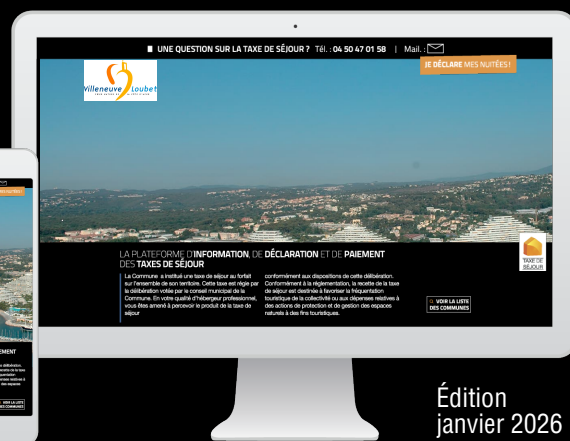 UNE QUESTION SUR LA TAXE DE SÉJOUR ? Tél. : 04 50 47 01 58 | Mail. :
JE DÉCLARE MES NUITÉES !
Villeneuve Loubet
LA PLATEFORME D'INFORMATION, DE DÉCLARATION ET DE PAIEMENT
DES TAXES DE SÉJOUR
La Commune a institué une taxe de séjour au forfait
sur l'ensemble de son territoire. Cette taxe est régie par
la délibération votée par le conseil municipal de la
Commune. En votre qualité d'hébergeur professionnel,
vous êtes amené à percevoir le produit de la taxe de
séjour
conformément aux dispositions de cette délibération.
Conformément à la réglementation, la recette de la taxe
de séjour est destinée à favoriser la fréquentation
touristique de la collectivité ou aux dépenses relatives à
des actions de protection et de gestion des espaces
naturels à des fins touristiques.
TAXE DE
SÉJOUR
VOIR LA LISTE
DES COMMUNES
VOIR LA LISTE
DES COMMUNES
Édition
janvier 2026